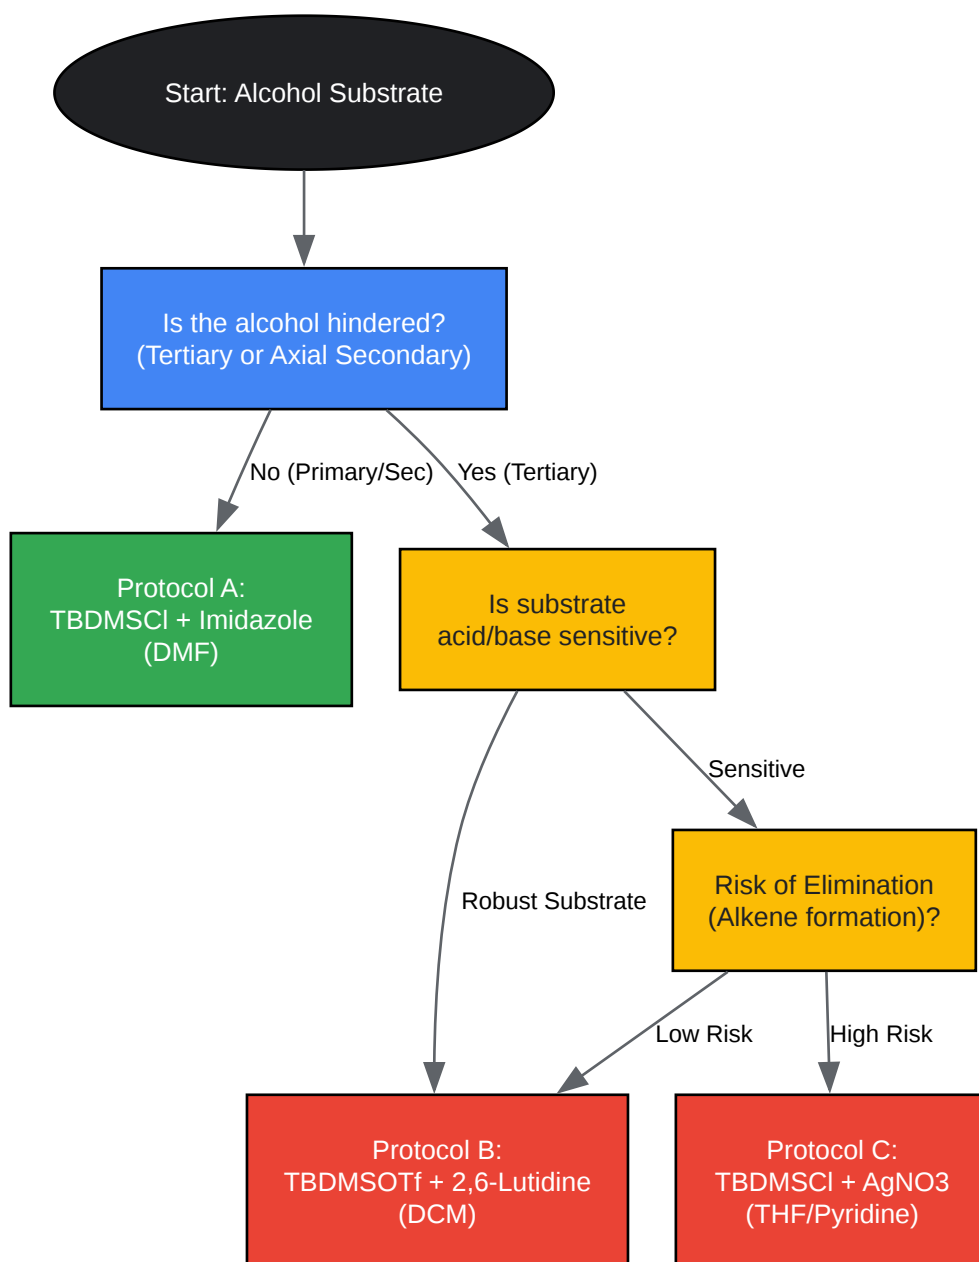 Start: Alcohol Substrate
Is the alcohol hindered?
(Tertiary or Axial Secondary)
No (Primary/Sec)
Yes (Tertiary)
Protocol A:
TBDMSCl + Imidazole
(DMF)
Is substrate
acid/base sensitive?
Sensitive
Robust Substrate
Risk of Elimination
(Alkene formation)?
Low Risk
High Risk
Protocol B:
TBDMSOTf + 2,6-Lutidine
(DCM)
Protocol C:
TBDMSCl + AgNO3
(THF/Pyridine)